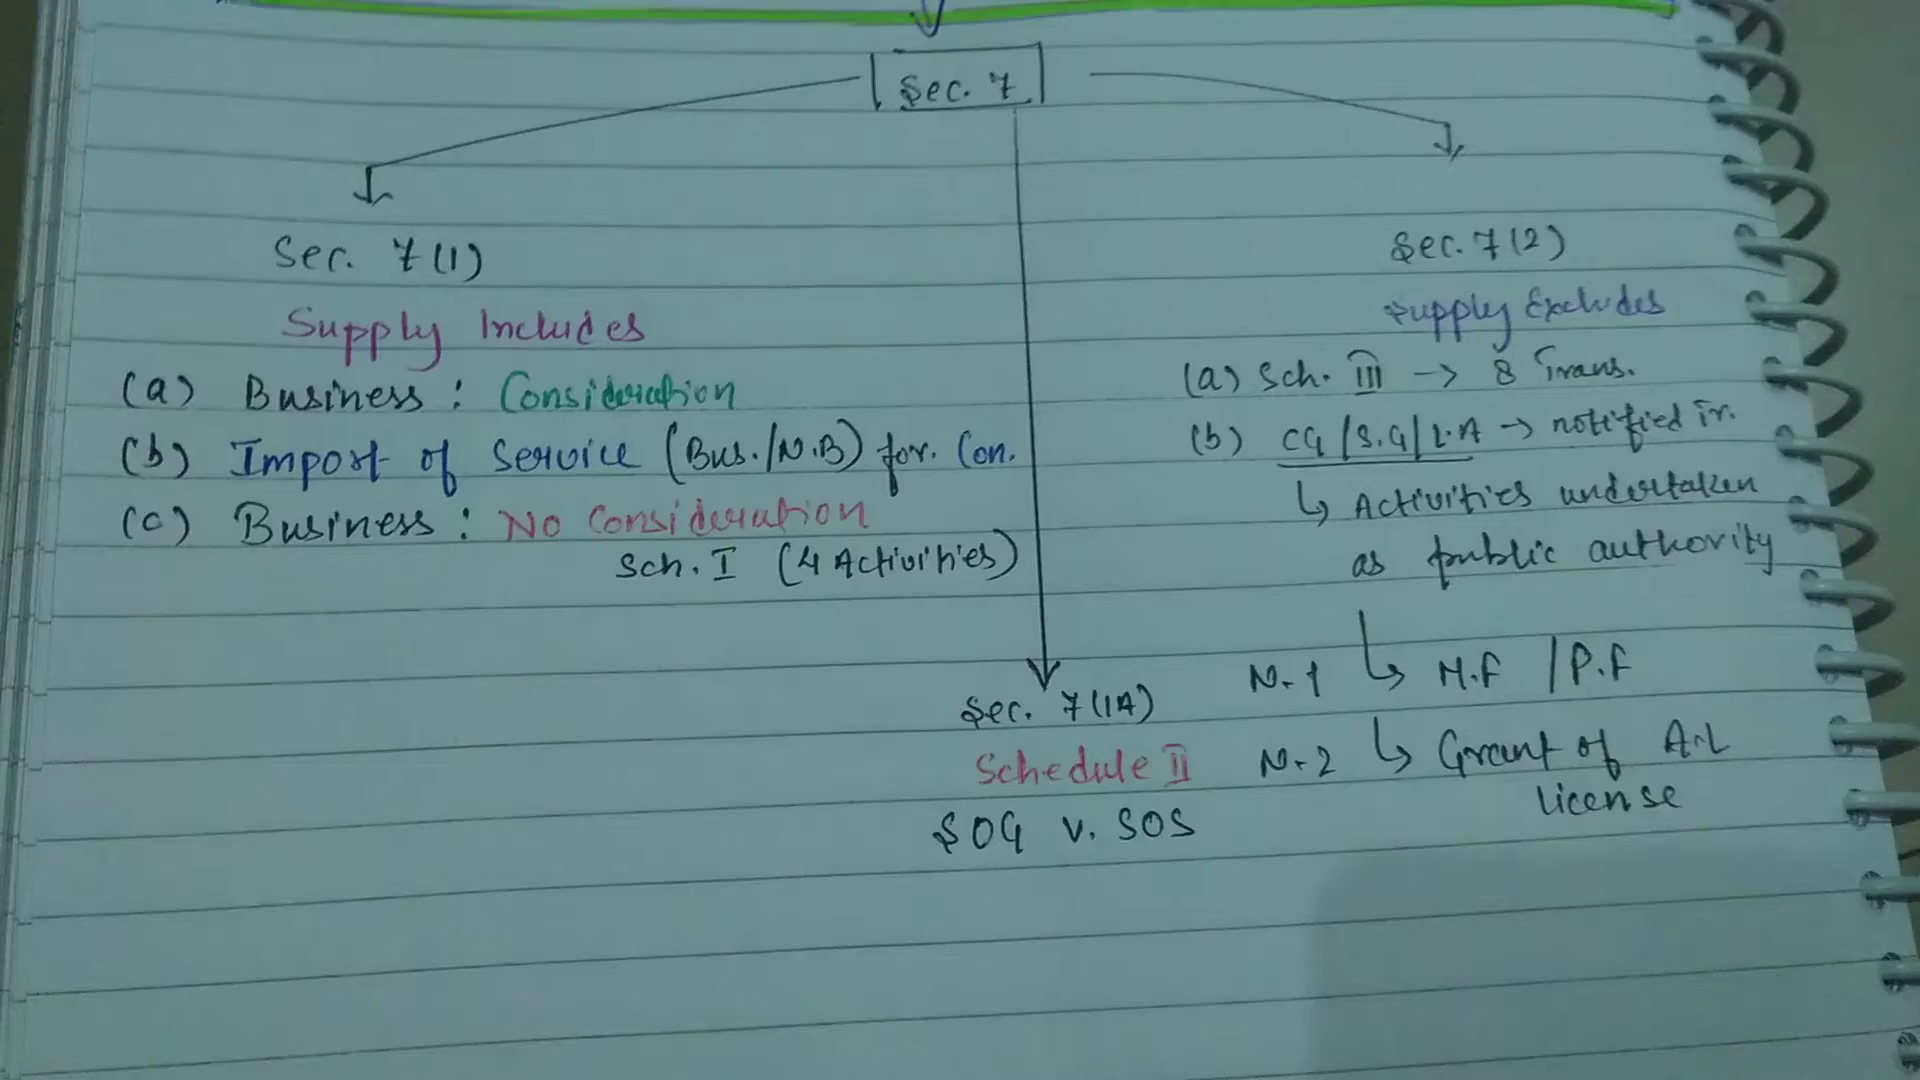 Sec. 7
Sec. 7(1)
Supply Includes
(a) Business : Consideration
(b) Import of Service (Bus./N.B) for. Con.
(c) Business : No Consideration
Sch. I (4 Activities)
Sec. 7(2)
Supply Excludes
(a) Sch. III -> 8 Trans.
(b) CG/S.G/L.A -> notified Tr.
↳ Activities undertaken
as public authority
N-1 ↳ M.F /P.F
N-2 ↳ Grant of A.L
license
Sec. 7(1A)
Schedule II
SOG v. SOS